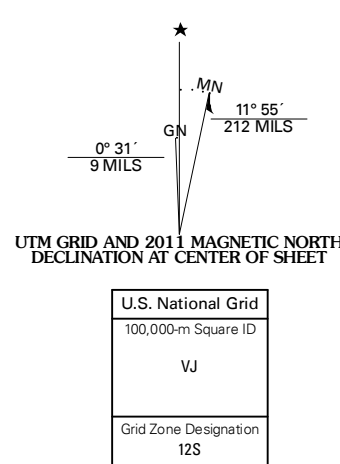 ★
MN
GN
11° 55´
212 MILS
0° 31´
9 MILS
UTM GRID AND 2011 MAGNETIC NORTH
DECLINATION AT CENTER OF SHEET
U.S. National Grid
100,000-m Square ID
VJ
Grid Zone Designation
12S